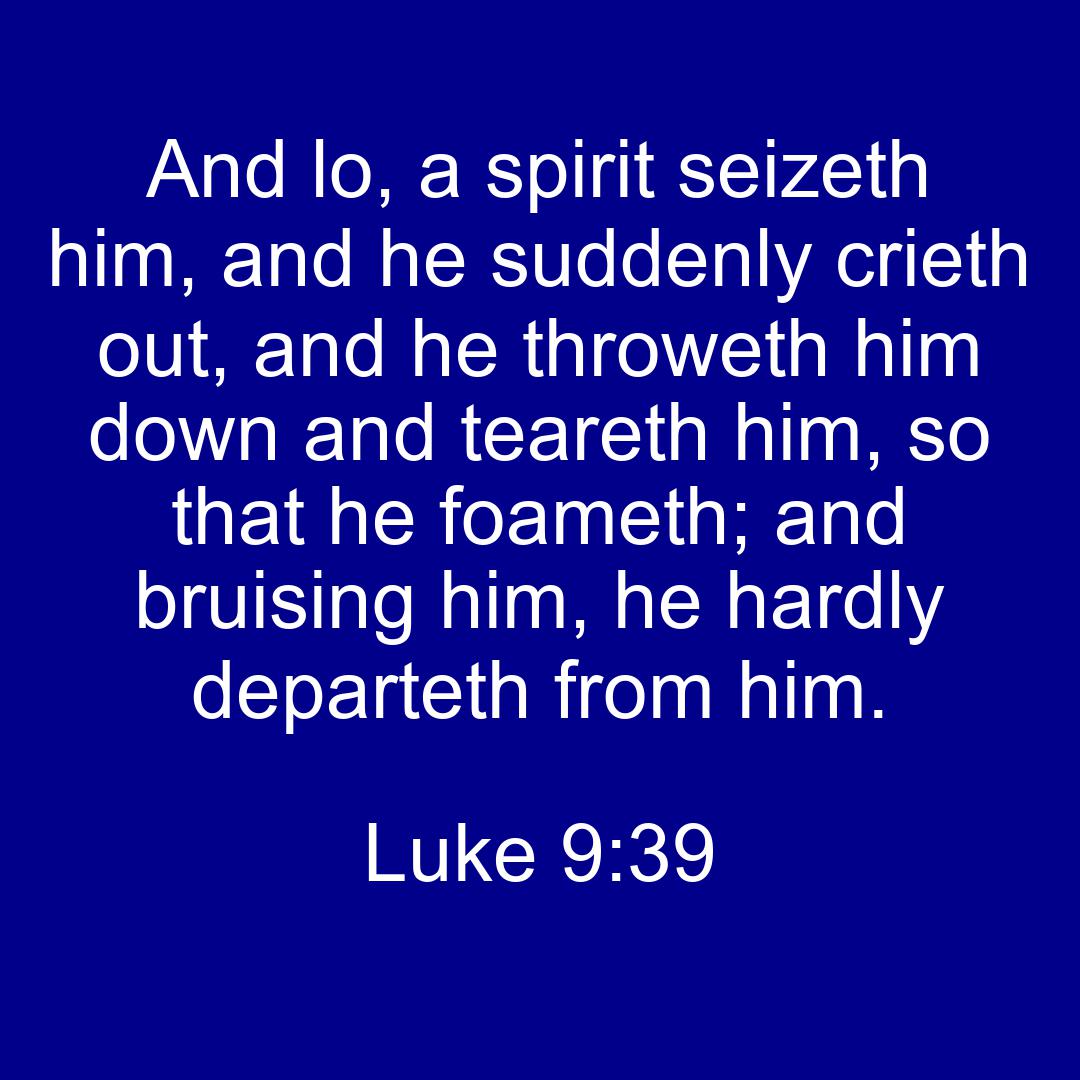 And lo, a spirit seizeth
him, and he suddenly crieth
out, and he throweth him
down and teareth him, so
that he foameth; and
bruising him, he hardly
departeth from him.
Luke 9:39